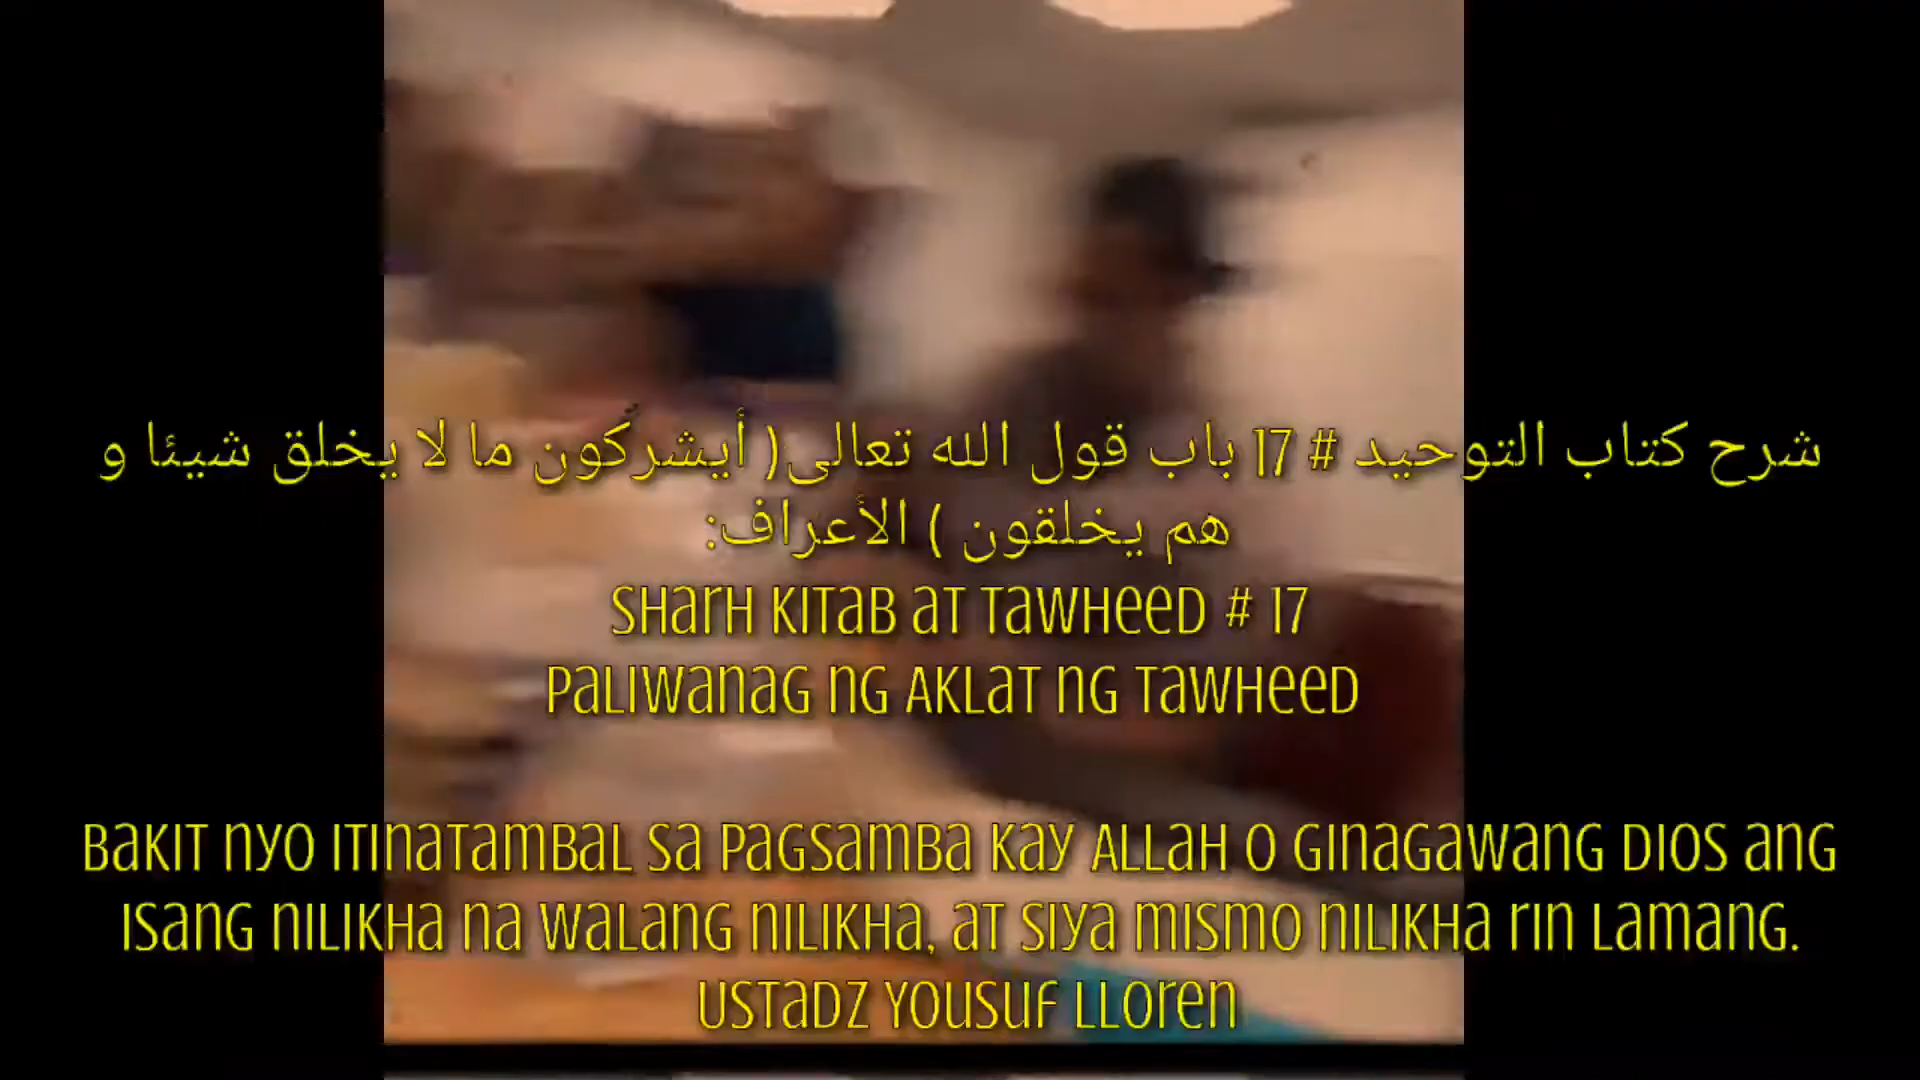 شرح كتاب التوحيد # 17 باب قول الله تعالى( أيشركون ما لا يخلق شيئا و
هم يخلقون ) الأعراف:
SHARH KITAB AT TAWHEED # 17
PALIWANAG NG AKLAT NG TAWHEED
BAKIT NYO ITINATAMBAL SA PAGSAMBA KAY ALLAH O GINAGAWANG DIOS ANG
ISANG NILIKHA NA WALANG NILIKHA, AT SIYA MISMO NILIKHA RIN LAMANG.
USTADZ YOUSUF LLOREN